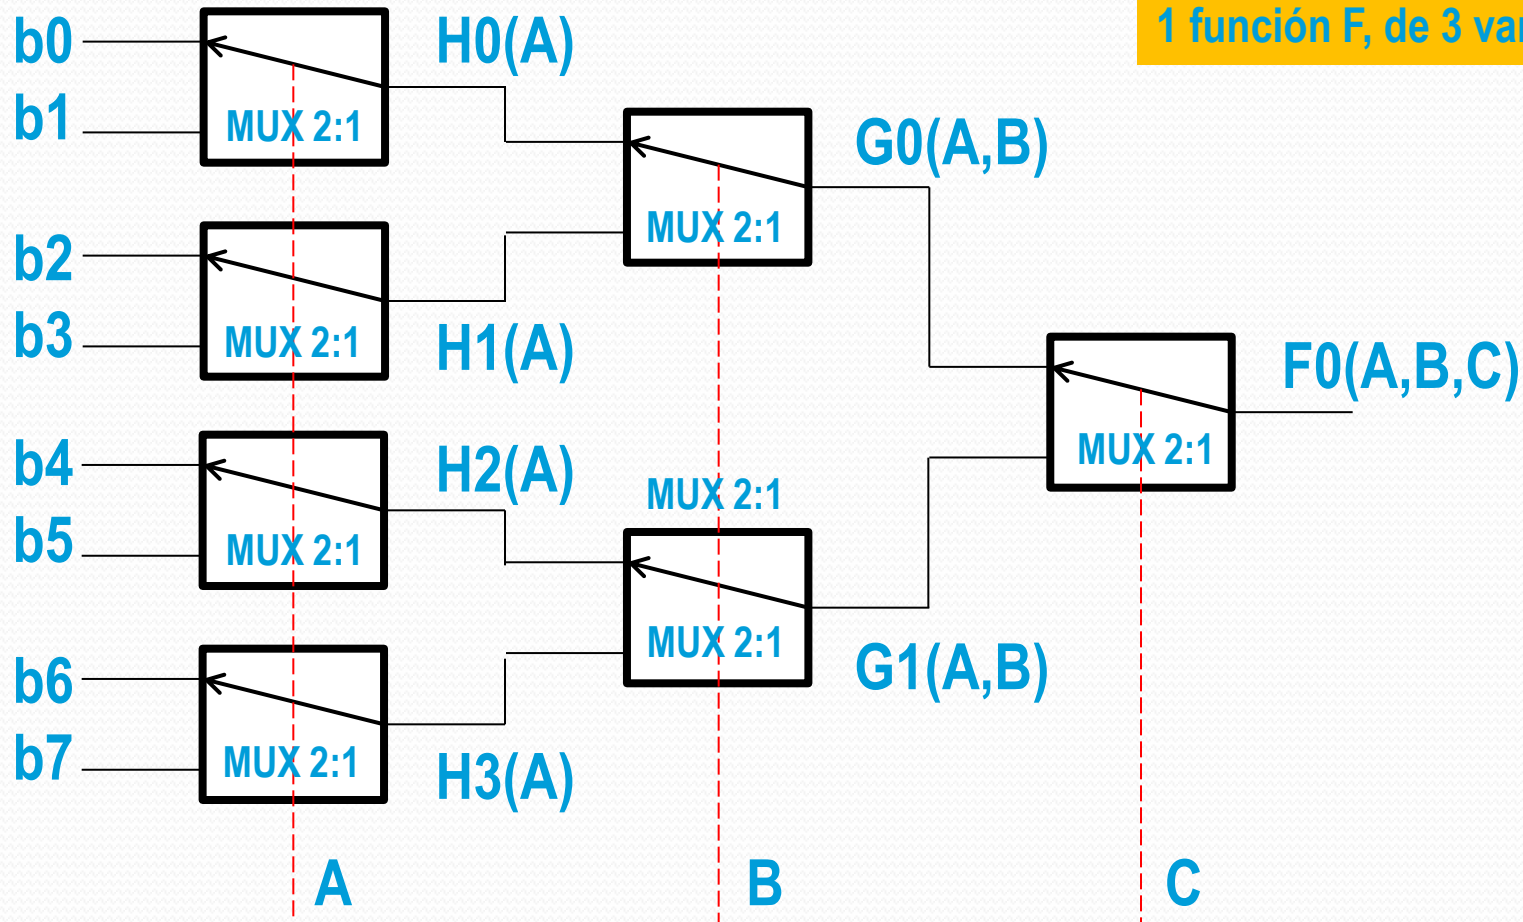 1 función F, de 3
b0
H0(A)
b1
MUX 2:1
G0(A,B)
MUX 2:1
b2
b3
MUX 2:1
H1(A)
F0(A,B,C)
MUX 2:1
b4
H2(A)
MUX 2:1
b5
MUX 2:1
MUX 2:1
G1(A,B)
b6
b7
MUX 2:1
H3(A)
A
B
C